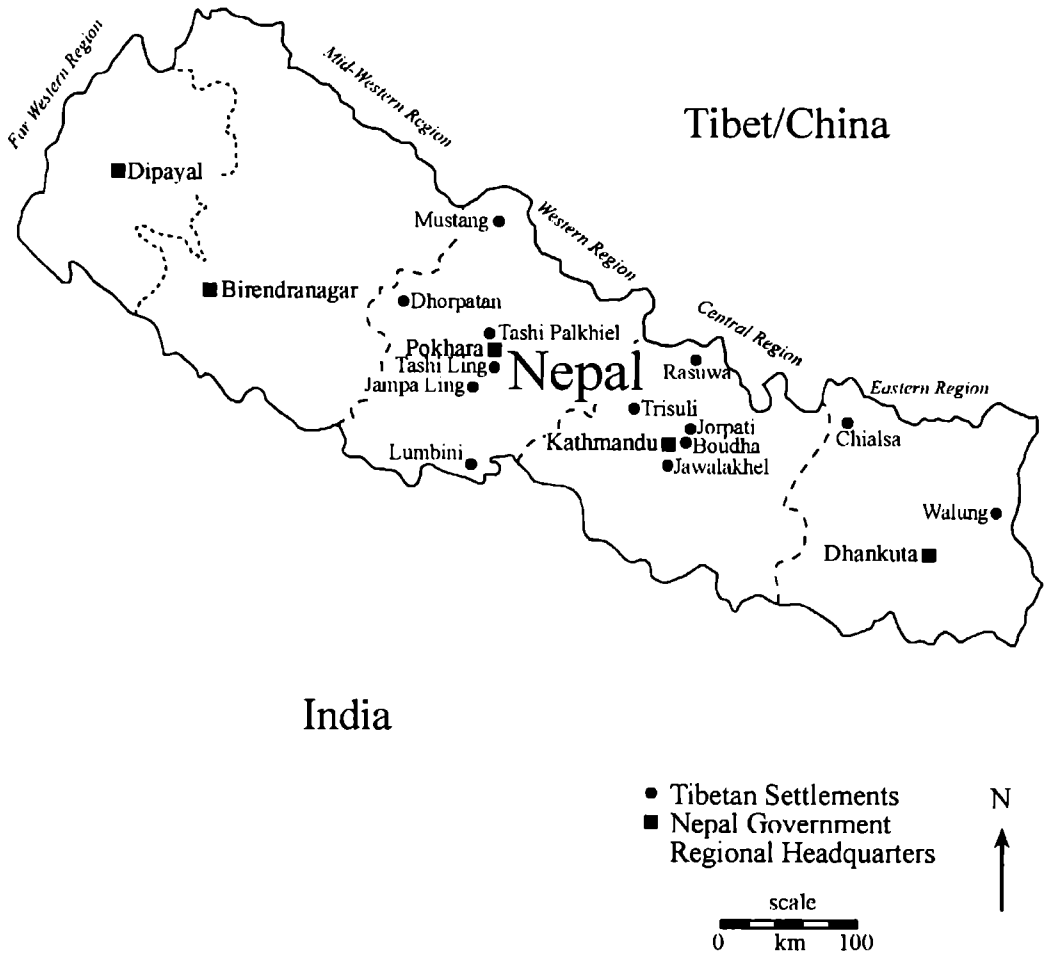 Far Western Region
Mid-Western Region
Tibet/China
Dipayal
Mustang
Western Region
Birendranagar
Dhorpatan
Central Region
Tashi Palkhiel
Pokhara
Nepal
Tashi Ling
Rasuwa
Jampa Ling
Eastern Region
Trisuli
Jorpati
Chialsa
Kathmandu
Boudha
Lumbini
Jawalakhel
Walung
Dhankuta
India
Tibetan Settlements
Nepal Government
Regional Headquarters
N
scale
0 km 100